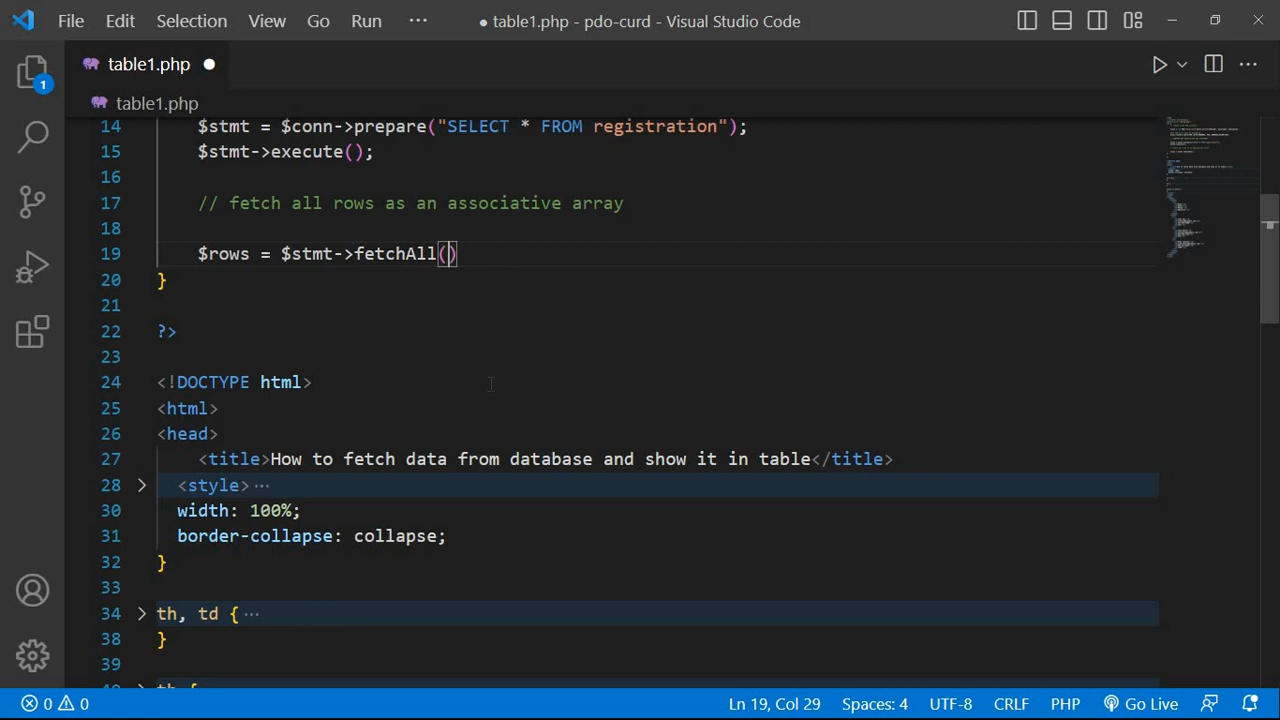 File Edit Selection View Go Run ··· ● table1.php - pdo-curd - Visual Studio Code
table1.php
1
table1.php
14 $stmt = $conn->prepare("SELECT * FROM registration");
15 $stmt->execute();
16
17 // fetch all rows as an associative array
18
19 $rows = $stmt->fetchAll()
20 }
21
22 ?>
23
24 <!DOCTYPE html>
25 <html>
26 <head>
27 <title>How to fetch data from database and show it in table</title>
28 <style>···
30 width: 100%;
31 border-collapse: collapse;
32 }
33
34 th, td {···
38 }
39
Ln 19, Col 29 Spaces: 4 UTF-8 CRLF PHP Go Live
0 0